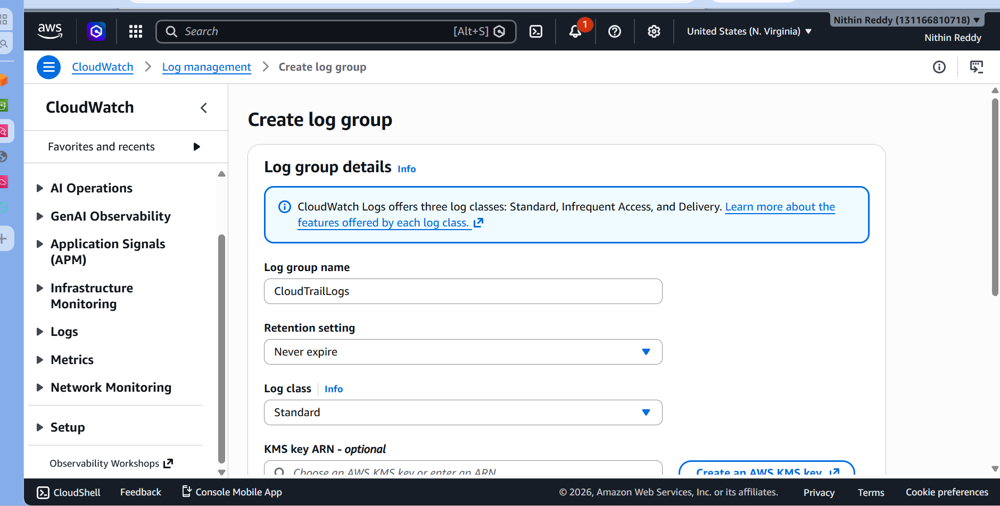 aws
Search
[Alt+S]
1
United States (N. Virginia)
Nithin Reddy (131166810718)
Nithin Reddy
CloudWatch
Log management
Create log group
CloudWatch
Favorites and recents
AI Operations
GenAI Observability
Application Signals
(APM)
Infrastructure
Monitoring
Logs
Metrics
Network Monitoring
Setup
Observability Workshops
Create log group
Log group details Info
CloudWatch Logs offers three log classes: Standard, Infrequent Access, and Delivery. Learn more about the
features offered by each log class.
Log group name
CloudTrailLogs
Retention setting
Never expire
Log class Info
Standard
KMS key ARN - optional
Choose an AWS KMS key or enter an ARN
Create an AWS KMS key
CloudShell
Feedback
Console Mobile App
© 2026, Amazon Web Services, Inc. or its affiliates.
Privacy
Terms
Cookie preferences